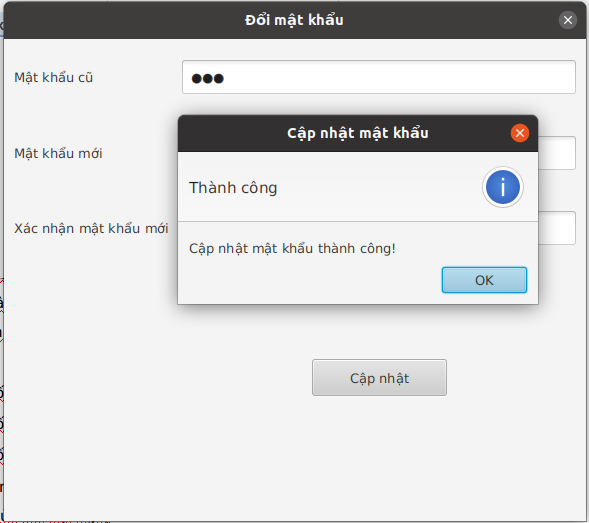 Đổi mật khẩu
Mật khẩu cũ
Cập nhật mật khẩu
Mật khẩu mới
Thành công
Xác nhận mật khẩu mới
Cập nhật mật khẩu thành công!
OK
Cập nhật